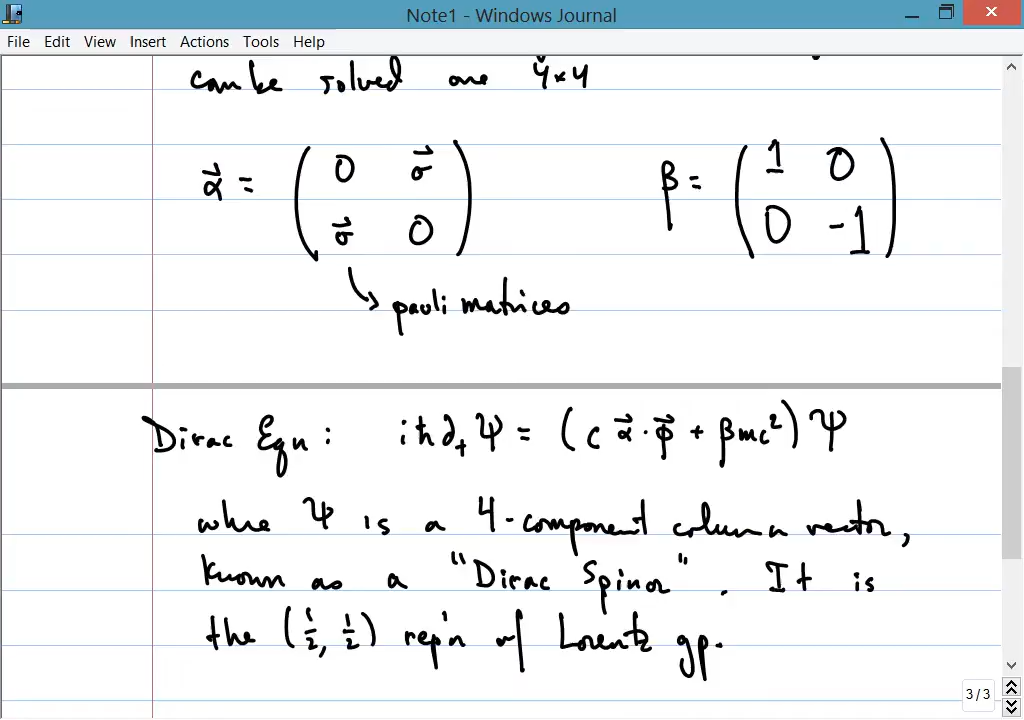 Note1 - Windows Journal
File Edit View Insert Actions Tools Help
can be solved are 4×4
α⃗ = ( 0 σ⃗ ; σ⃗ 0 ) β = ( 1 0 ; 0 -1 )
↳ pauli matrices
Dirac Eqn: iħ∂ₜΨ = (c α⃗·p⃗ + βmc²)Ψ
where Ψ is a 4-component column vector,
known as a "Dirac Spinor". It is
the (1/2, 1/2) rep'n of Lorentz gp.
3/3